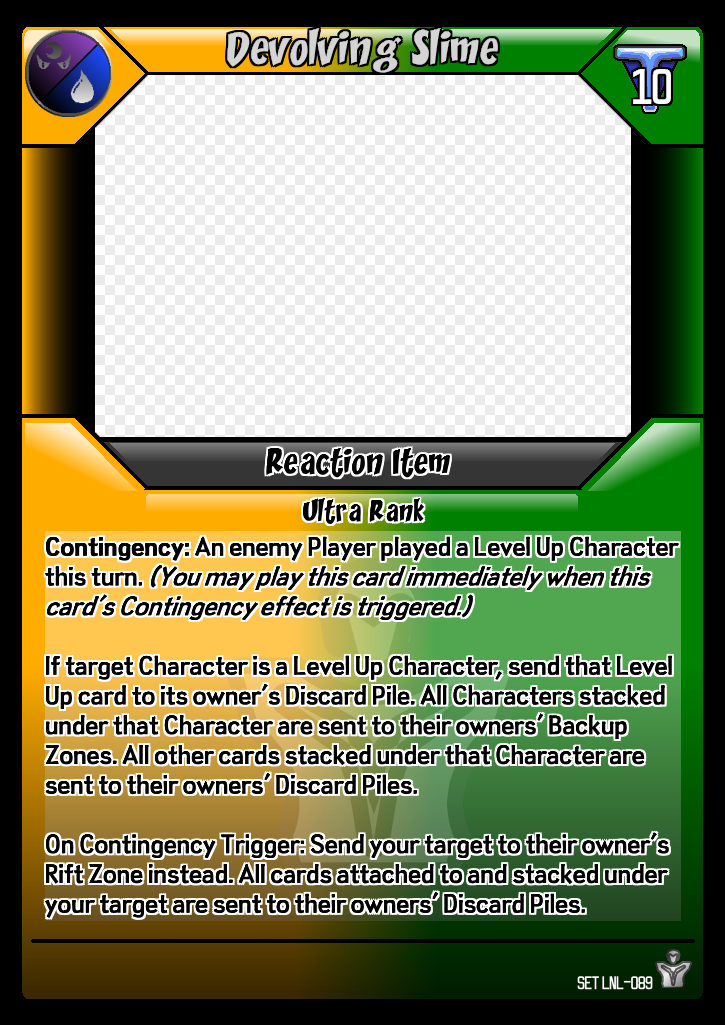 Devolving Slime
10
Reaction Item
Ultra Rank
Contingency: An enemy Player played a Level Up Character
this turn. (You may play this card immediately when this
card's Contingency effect is triggered.)
If target Character is a Level Up Character, send that Level
Up card to its owner's Discard Pile. All Characters stacked
under that Character are sent to their owners' Backup
Zones. All other cards stacked under that Character are
sent to their owners' Discard Piles.
On Contingency Trigger: Send your target to their owner's
Rift Zone instead. All cards attached to and stacked under
your target are sent to their owners' Discard Piles.
SET LNL-089